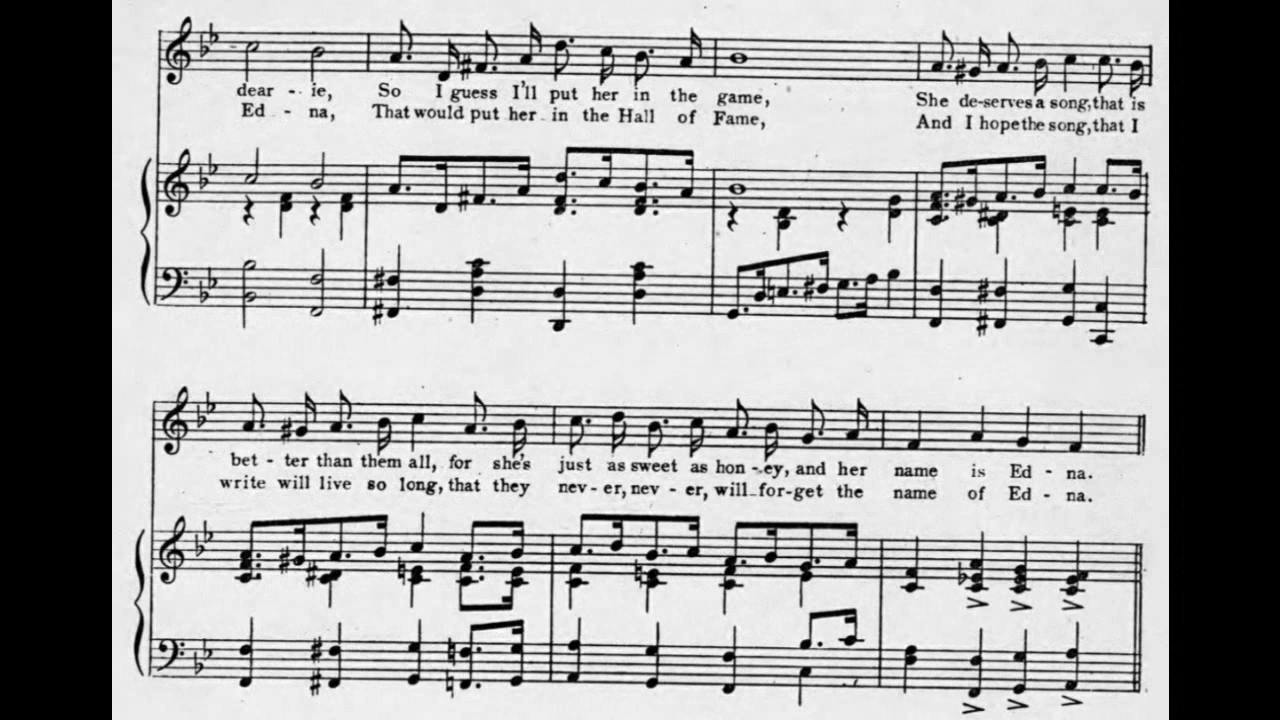 dear - ie, So I guess I'll put her in the game, She de-serves a song, that is
Ed - na, That would put her in the Hall of Fame, And I hope the song, that I
bet - ter than them all, for she's just as sweet as hon - ey, and her name is Ed - na.
write will live so long, that they nev - er, nev - er, will for-get the name of Ed - na.